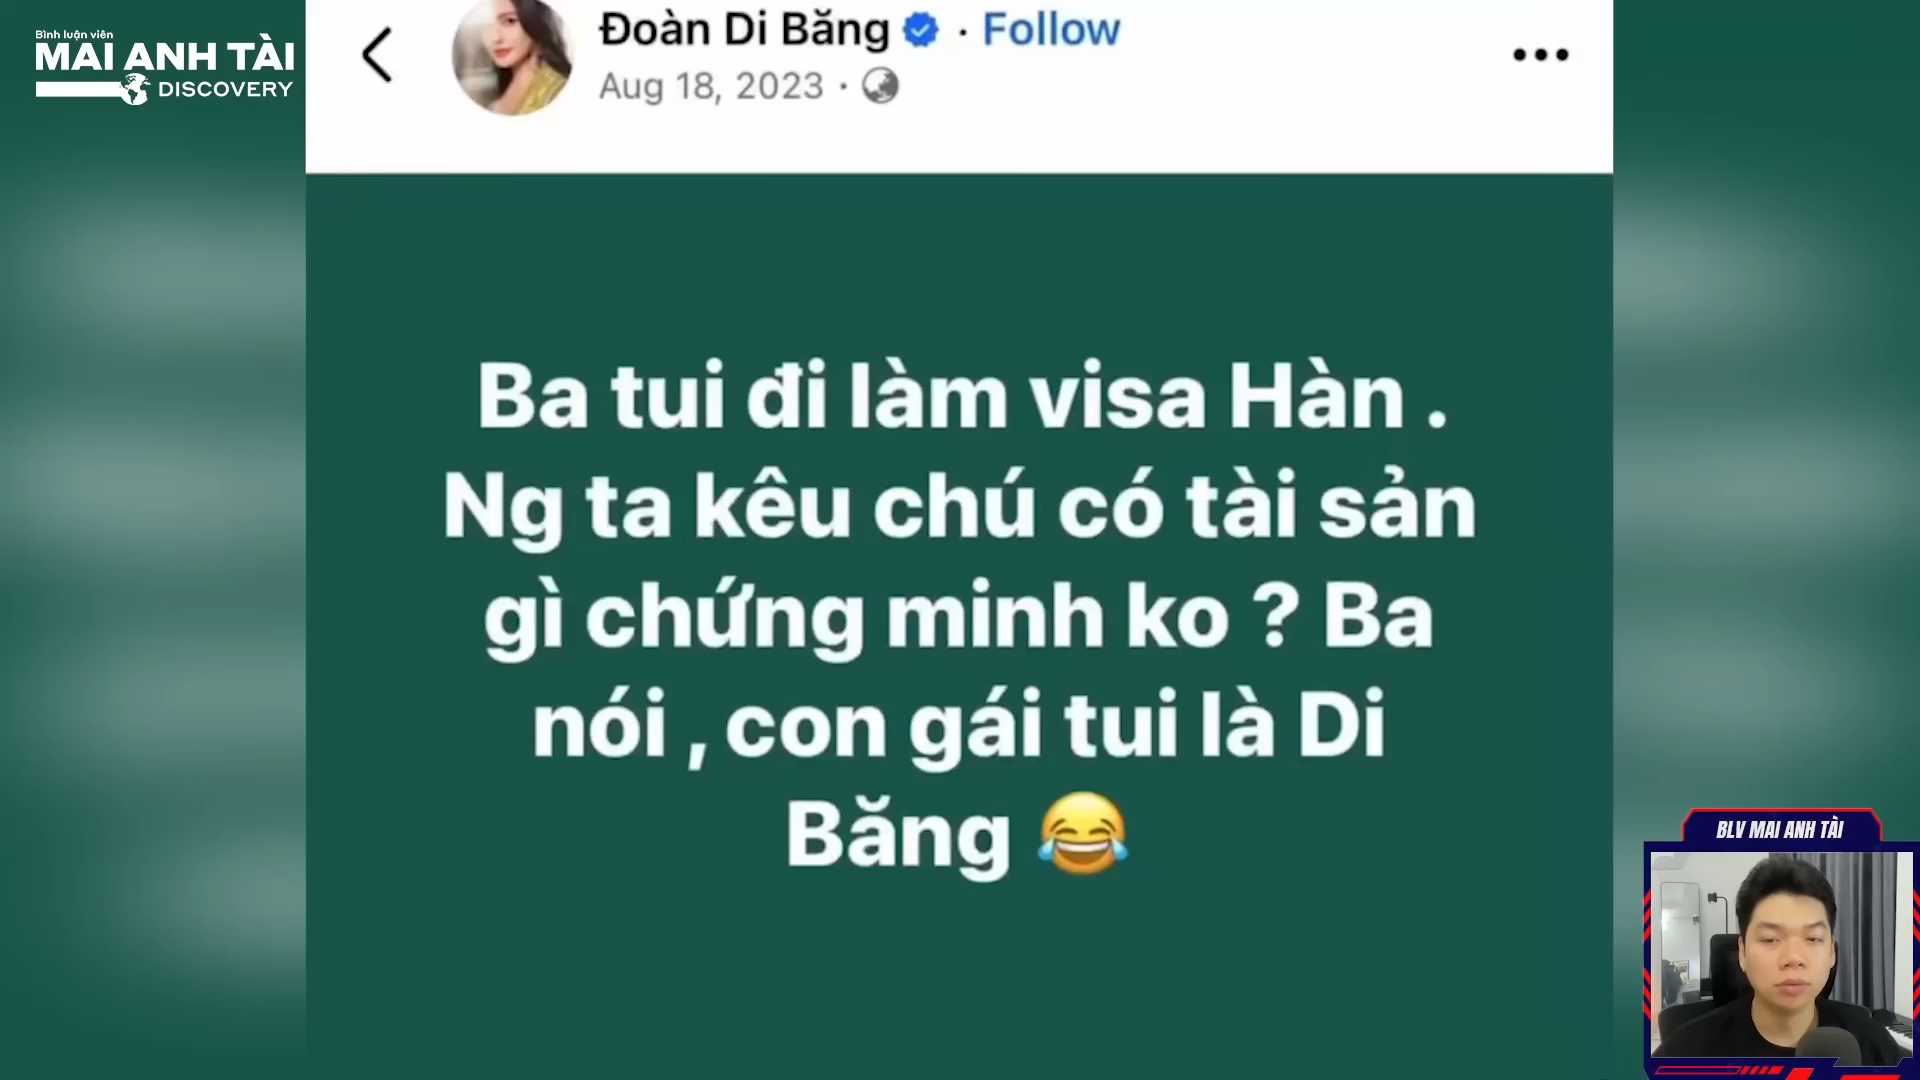 Bình luận viên
MAI ANH TÀI
DISCOVERY
Đoàn Di Băng · Follow
Aug 18, 2023 ·
Ba tui đi làm visa Hàn .
Ng ta kêu chú có tài sản
gì chứng minh ko ? Ba
nói , con gái tui là Di
Băng 😂
BLV MAI ANH TÀI